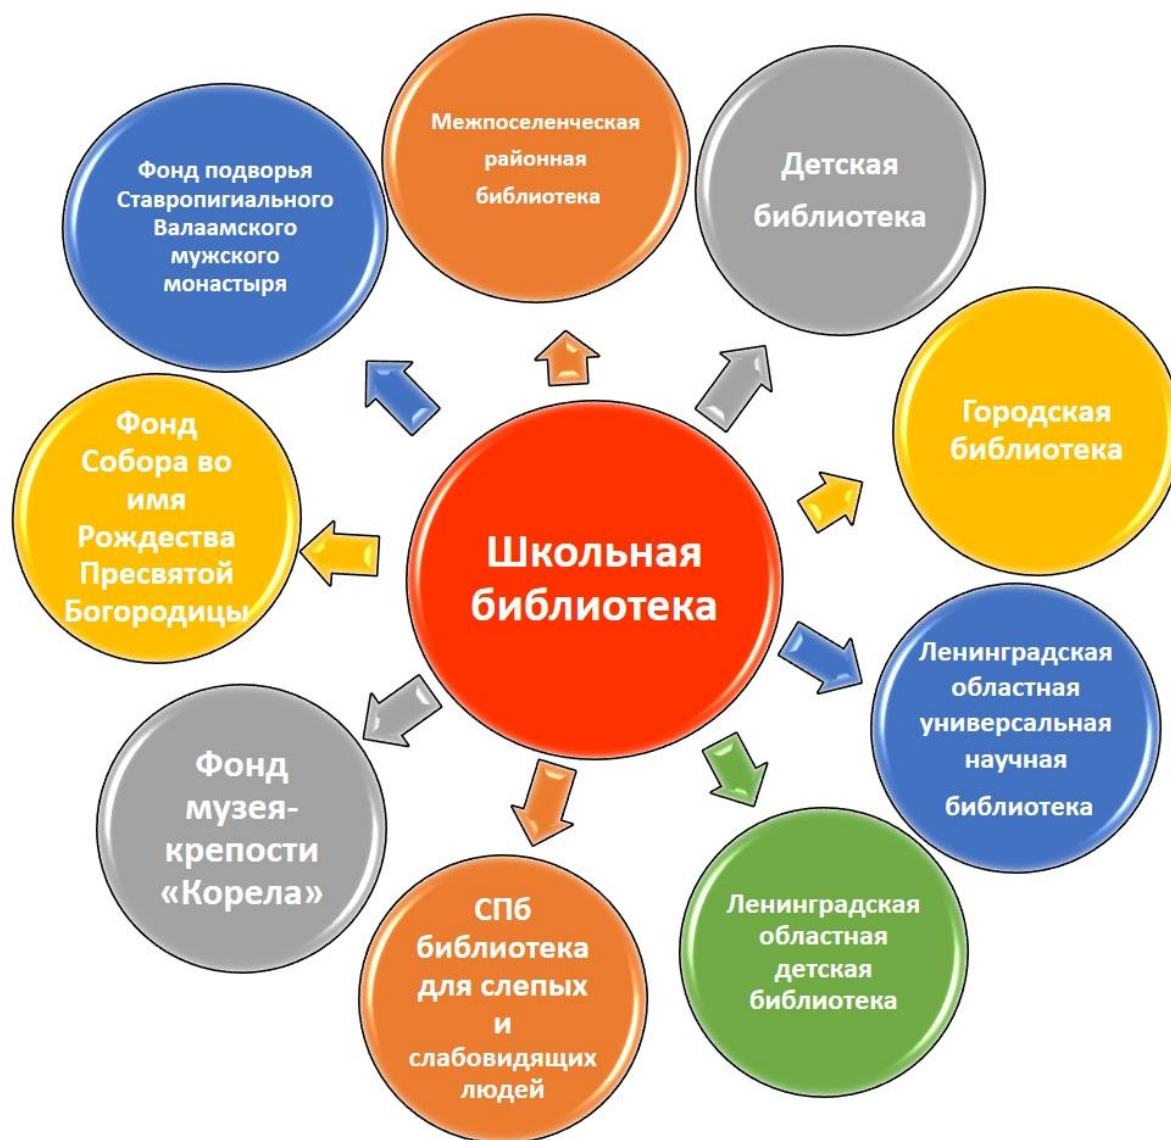 Межпоселенческая
районная
библиотека
Детская
библиотека
Городская
библиотека
Ленинградская
областная
универсальная
научная
библиотека
Ленинградская
областная
детская
библиотека
СПб
библиотека
для слепых
и
слабовидящих
людей
Фонд
музея-
крепости
«Корела»
Фонд
Собора во
имя
Рождества
Пресвятой
Богородицы
Фонд подворья
Ставропигиального
Валаамского
мужского
монастыря
Школьная
библиотека